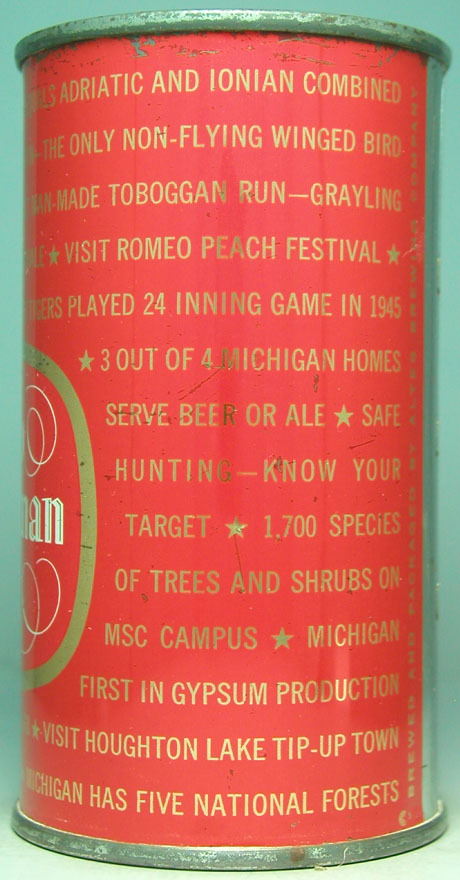 ADRIATIC AND IONIAN COMBINED
—THE ONLY NON-FLYING WINGED BIRD
MAN-MADE TOBOGGAN RUN—GRAYLING
★ VISIT ROMEO PEACH FESTIVAL ★
TIGERS PLAYED 24 INNING GAME IN 1945
★ 3 OUT OF 4 MICHIGAN HOMES
SERVE BEER OR ALE ★ SAFE
HUNTING—KNOW YOUR
TARGET ★ 1,700 SPECIES
OF TREES AND SHRUBS ON
MSC CAMPUS ★ MICHIGAN
FIRST IN GYPSUM PRODUCTION
★ VISIT HOUGHTON LAKE TIP-UP TOWN
MICHIGAN HAS FIVE NATIONAL FORESTS
man
BREWED AND PACKAGED BY ALTES BREWING COMPANY